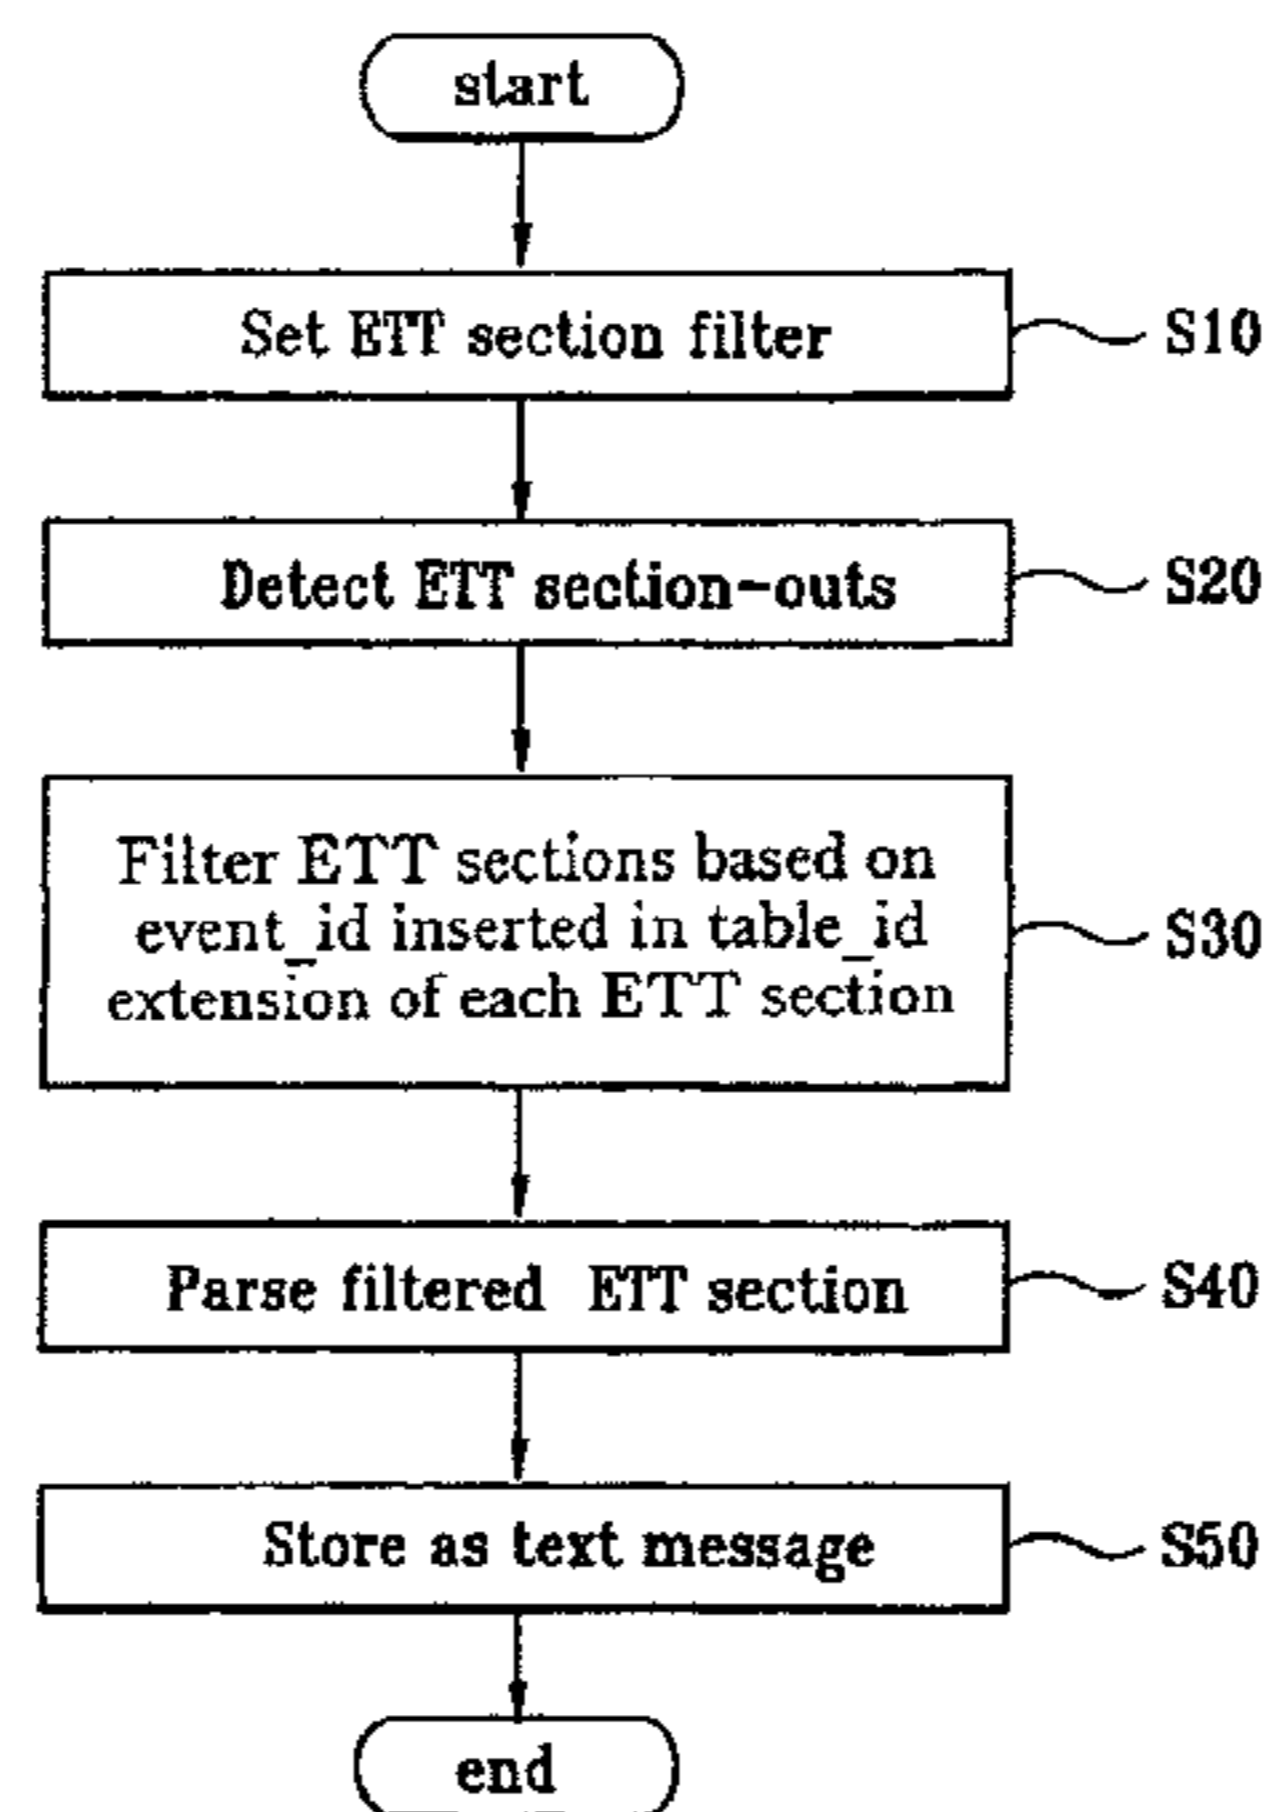 start
Set ETT section filter
S10
Detect ETT section-outs
S20
Filter ETT sections based on
event_id inserted in table_id
extension of each ETT section
S30
Parse filtered ETT section
S40
Store as text message
S50
end